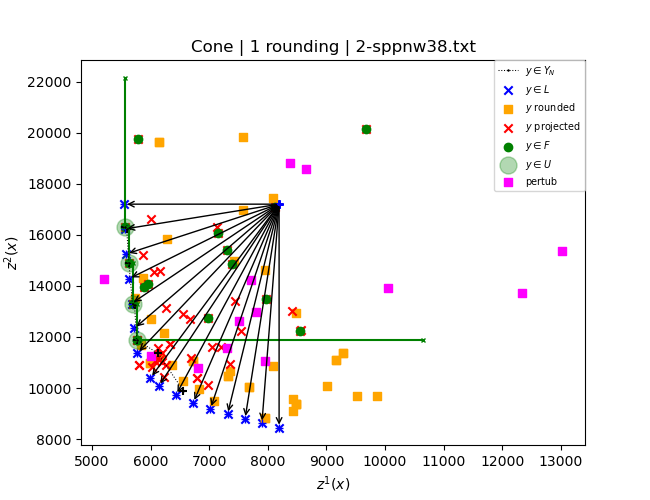 Cone | 1 rounding | 2-sppnw38.txt
z²(x)
22000
20000
18000
16000
14000
12000
10000
8000
5000 6000 7000 8000 9000 10000 11000 12000 13000
z¹(x)
y ∈ Y_N
y ∈ L
y rounded
y projected
y ∈ F
y ∈ U
pertub